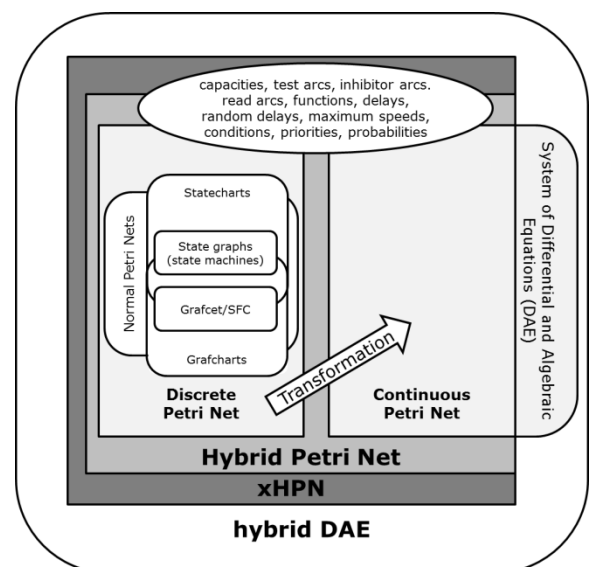 capacities, test arcs, inhibitor arcs.
read arcs, functions, delays,
random delays, maximum speeds,
conditions, priorities, probabilities
Statecharts
Normal Petri Nets
State graphs
(state machines)
Grafcet/SFC
Grafcharts
Transformation
System of Differential and Algebraic
Equations (DAE)
Discrete
Petri Net
Continuous
Petri Net
Hybrid Petri Net
xHPN
hybrid DAE